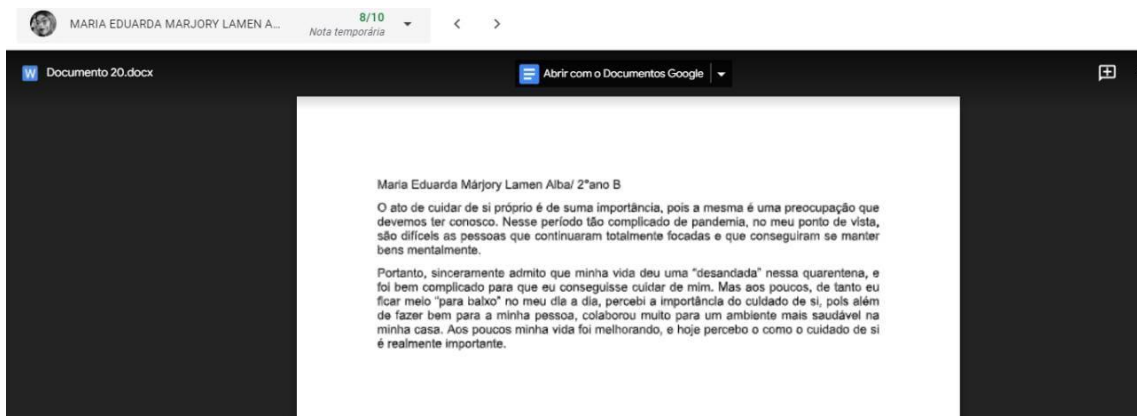 MARIA EDUARDA MARJORY LAMEN A...
8/10
Nota temporária
W Documento 20.docx
Abrir com o Documentos Google
Maria Eduarda Márjory Lamen Alba/ 2°ano B
O ato de cuidar de si próprio é de suma importância, pois a mesma é uma preocupação que
devemos ter conosco. Nesse período tão complicado de pandemia, no meu ponto de vista,
são difíceis as pessoas que continuaram totalmente focadas e que conseguiram se manter
bens mentalmente.
Portanto, sinceramente admito que minha vida deu uma “desandada” nessa quarentena, e
foi bem complicado para que eu conseguisse cuidar de mim. Mas aos poucos, de tanto eu
ficar meio “para baixo” no meu dia a dia, percebi a importância do cuidado de si, pois além
de fazer bem para a minha pessoa, colaborou muito para um ambiente mais saudável na
minha casa. Aos poucos minha vida foi melhorando, e hoje percebo o como o cuidado de si
é realmente importante.